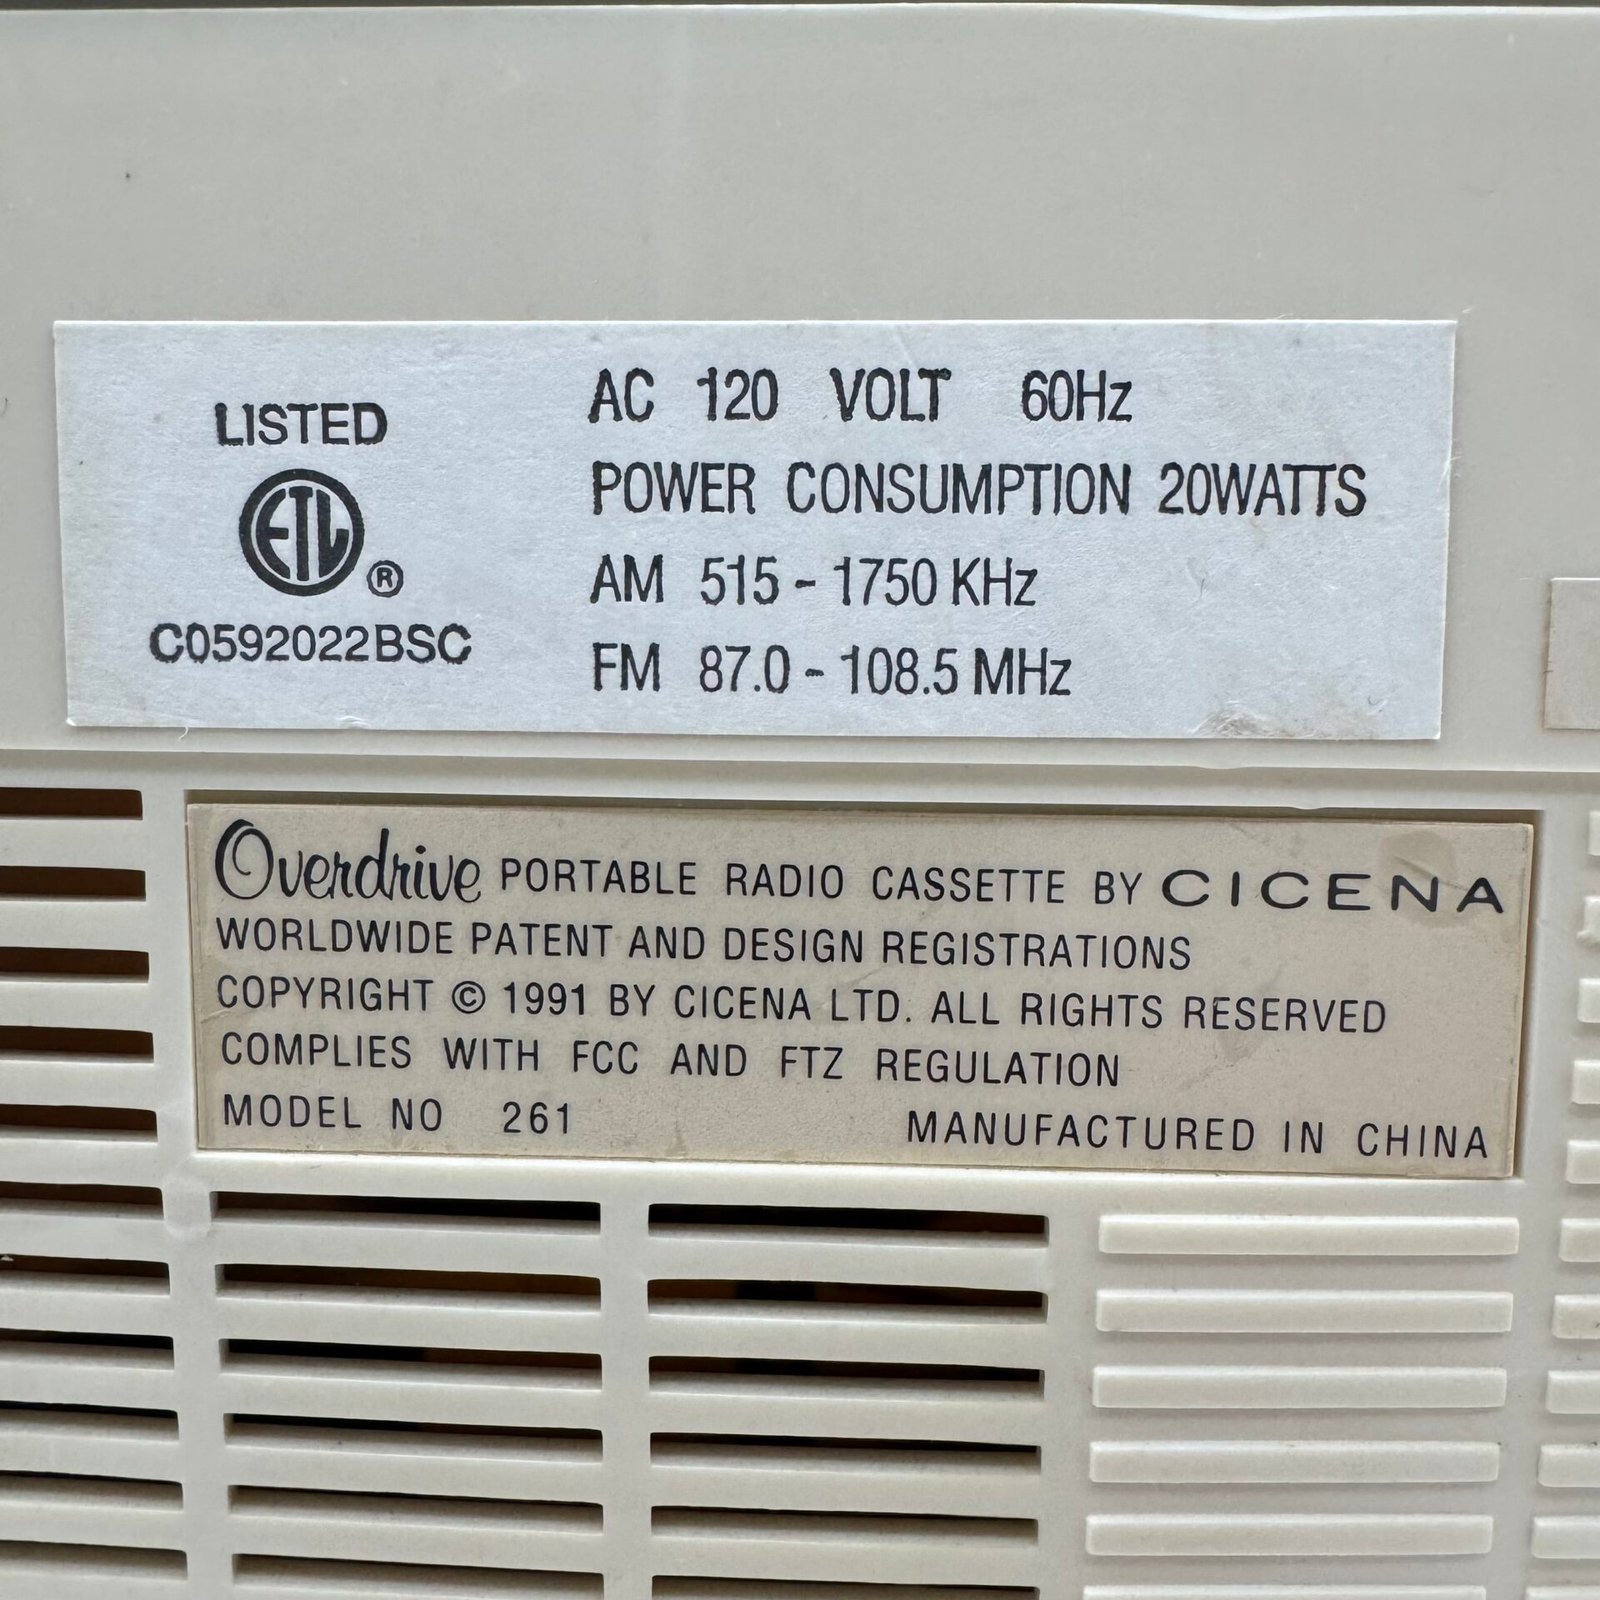 LISTED
ETL ®
C0592022BSC
AC 120 VOLT 60Hz
POWER CONSUMPTION 20WATTS
AM 515 - 1750 KHz
FM 87.0 - 108.5 MHz
Overdrive PORTABLE RADIO CASSETTE BY CICENA
WORLDWIDE PATENT AND DESIGN REGISTRATIONS
COPYRIGHT © 1991 BY CICENA LTD. ALL RIGHTS RESERVED
COMPLIES WITH FCC AND FTZ REGULATION
MODEL NO 261 MANUFACTURED IN CHINA